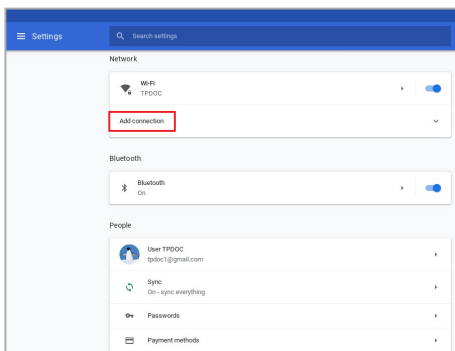 Settings
Search settings
Network
Wi-Fi
TPDOC
Add connection
Bluetooth
Bluetooth
On
People
User TPDOC
tpdoc1@gmail.com
Sync
On - sync everything
Passwords
Payment methods